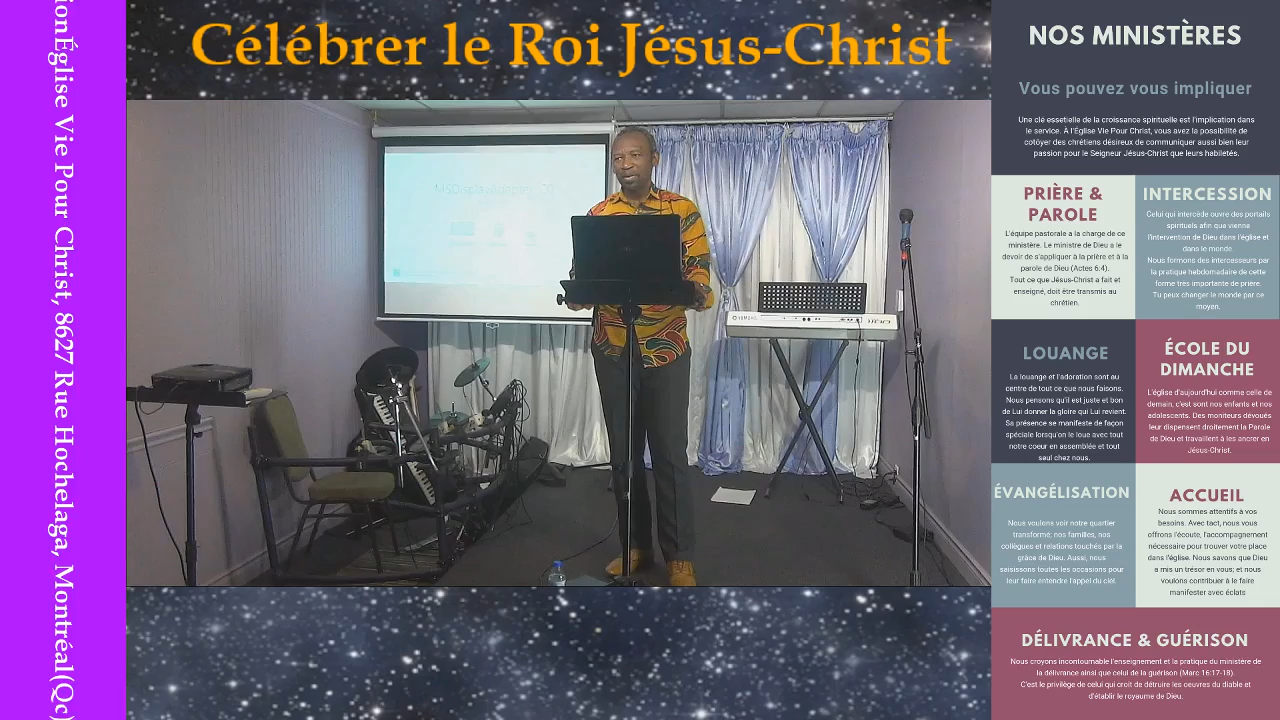 Église Vie Pour Christ, 8627 Rue Hochelaga, Montréal(Qc)
Célébrer le Roi Jésus-Christ
NOS MINISTÈRES
Vous pouvez vous impliquer
Une clé essetielle de la croissance spirituelle est l'implication dans
le service. À l'Église Vie Pour Christ, vous avez la possibilité de
cotôyer des chrétiens désireux de communiquer aussi bien leur
passion pour le Seigneur Jésus-Christ que leurs habiletés.
PRIÈRE &
PAROLE
L'équipe pastorale a la charge de ce
ministère. Le ministre de Dieu a le
devoir de s'appliquer à la prière et à la
parole de Dieu (Actes 6:4).
Tout ce que Jésus-Christ a fait et
enseigné, doit être transmis au
chrétien.
INTERCESSION
Celui qui intercède ouvre des portails
spirituels afin que vienne
l'intervention de Dieu dans l'église et
dans le monde
Nous formons des intercesseurs par
la pratique hebdomadaire de cette
forme très importante de prière.
Tu peux changer le monde par ce
moyen.
LOUANGE
La louange et l'adoration sont au
centre de tout ce que nous faisons.
Nous pensons qu'il est juste et bon
de Lui donner la gloire qui Lui revient.
Sa présence se manifeste de façon
spéciale lorsqu'on le loue avec tout
notre coeur en assemblée et tout
seul chez nous.
ÉCOLE DU
DIMANCHE
L'église d'aujourd'hui comme celle de
demain, c'est sont nos enfants et nos
adolescents. Des moniteurs dévoués
leur dispensent droitement la Parole
de Dieu et travaillent à les ancrer en
Jésus-Christ.
ÉVANGÉLISATION
Nous voulons voir notre quartier
transformé; nos familles, nos
collègues et relations touchés par la
grâce de Dieu. Aussi, nous
saisissons toutes les occasions pour
leur faire entendre l'appel du ciel.
ACCUEIL
Nous sommes attentifs à vos
besoins. Avec tact, nous vous
offrons l'écoute, l'accompagnement
nécessaire pour trouver votre place
dans l'église. Nous savons que Dieu
a mis un trésor en vous; et nous
voulons contribuer à le faire
manifester avec éclats
DÉLIVRANCE & GUÉRISON
Nous croyons incontournable l'enseignement et la pratique du ministère de
la délivrance ainsi que celui de la guérison (Marc 16:17-18).
C'est le privilège de celui qui croit de détruire les oeuvres du diable et
d'établir le royaume de Dieu.
YAMAHA